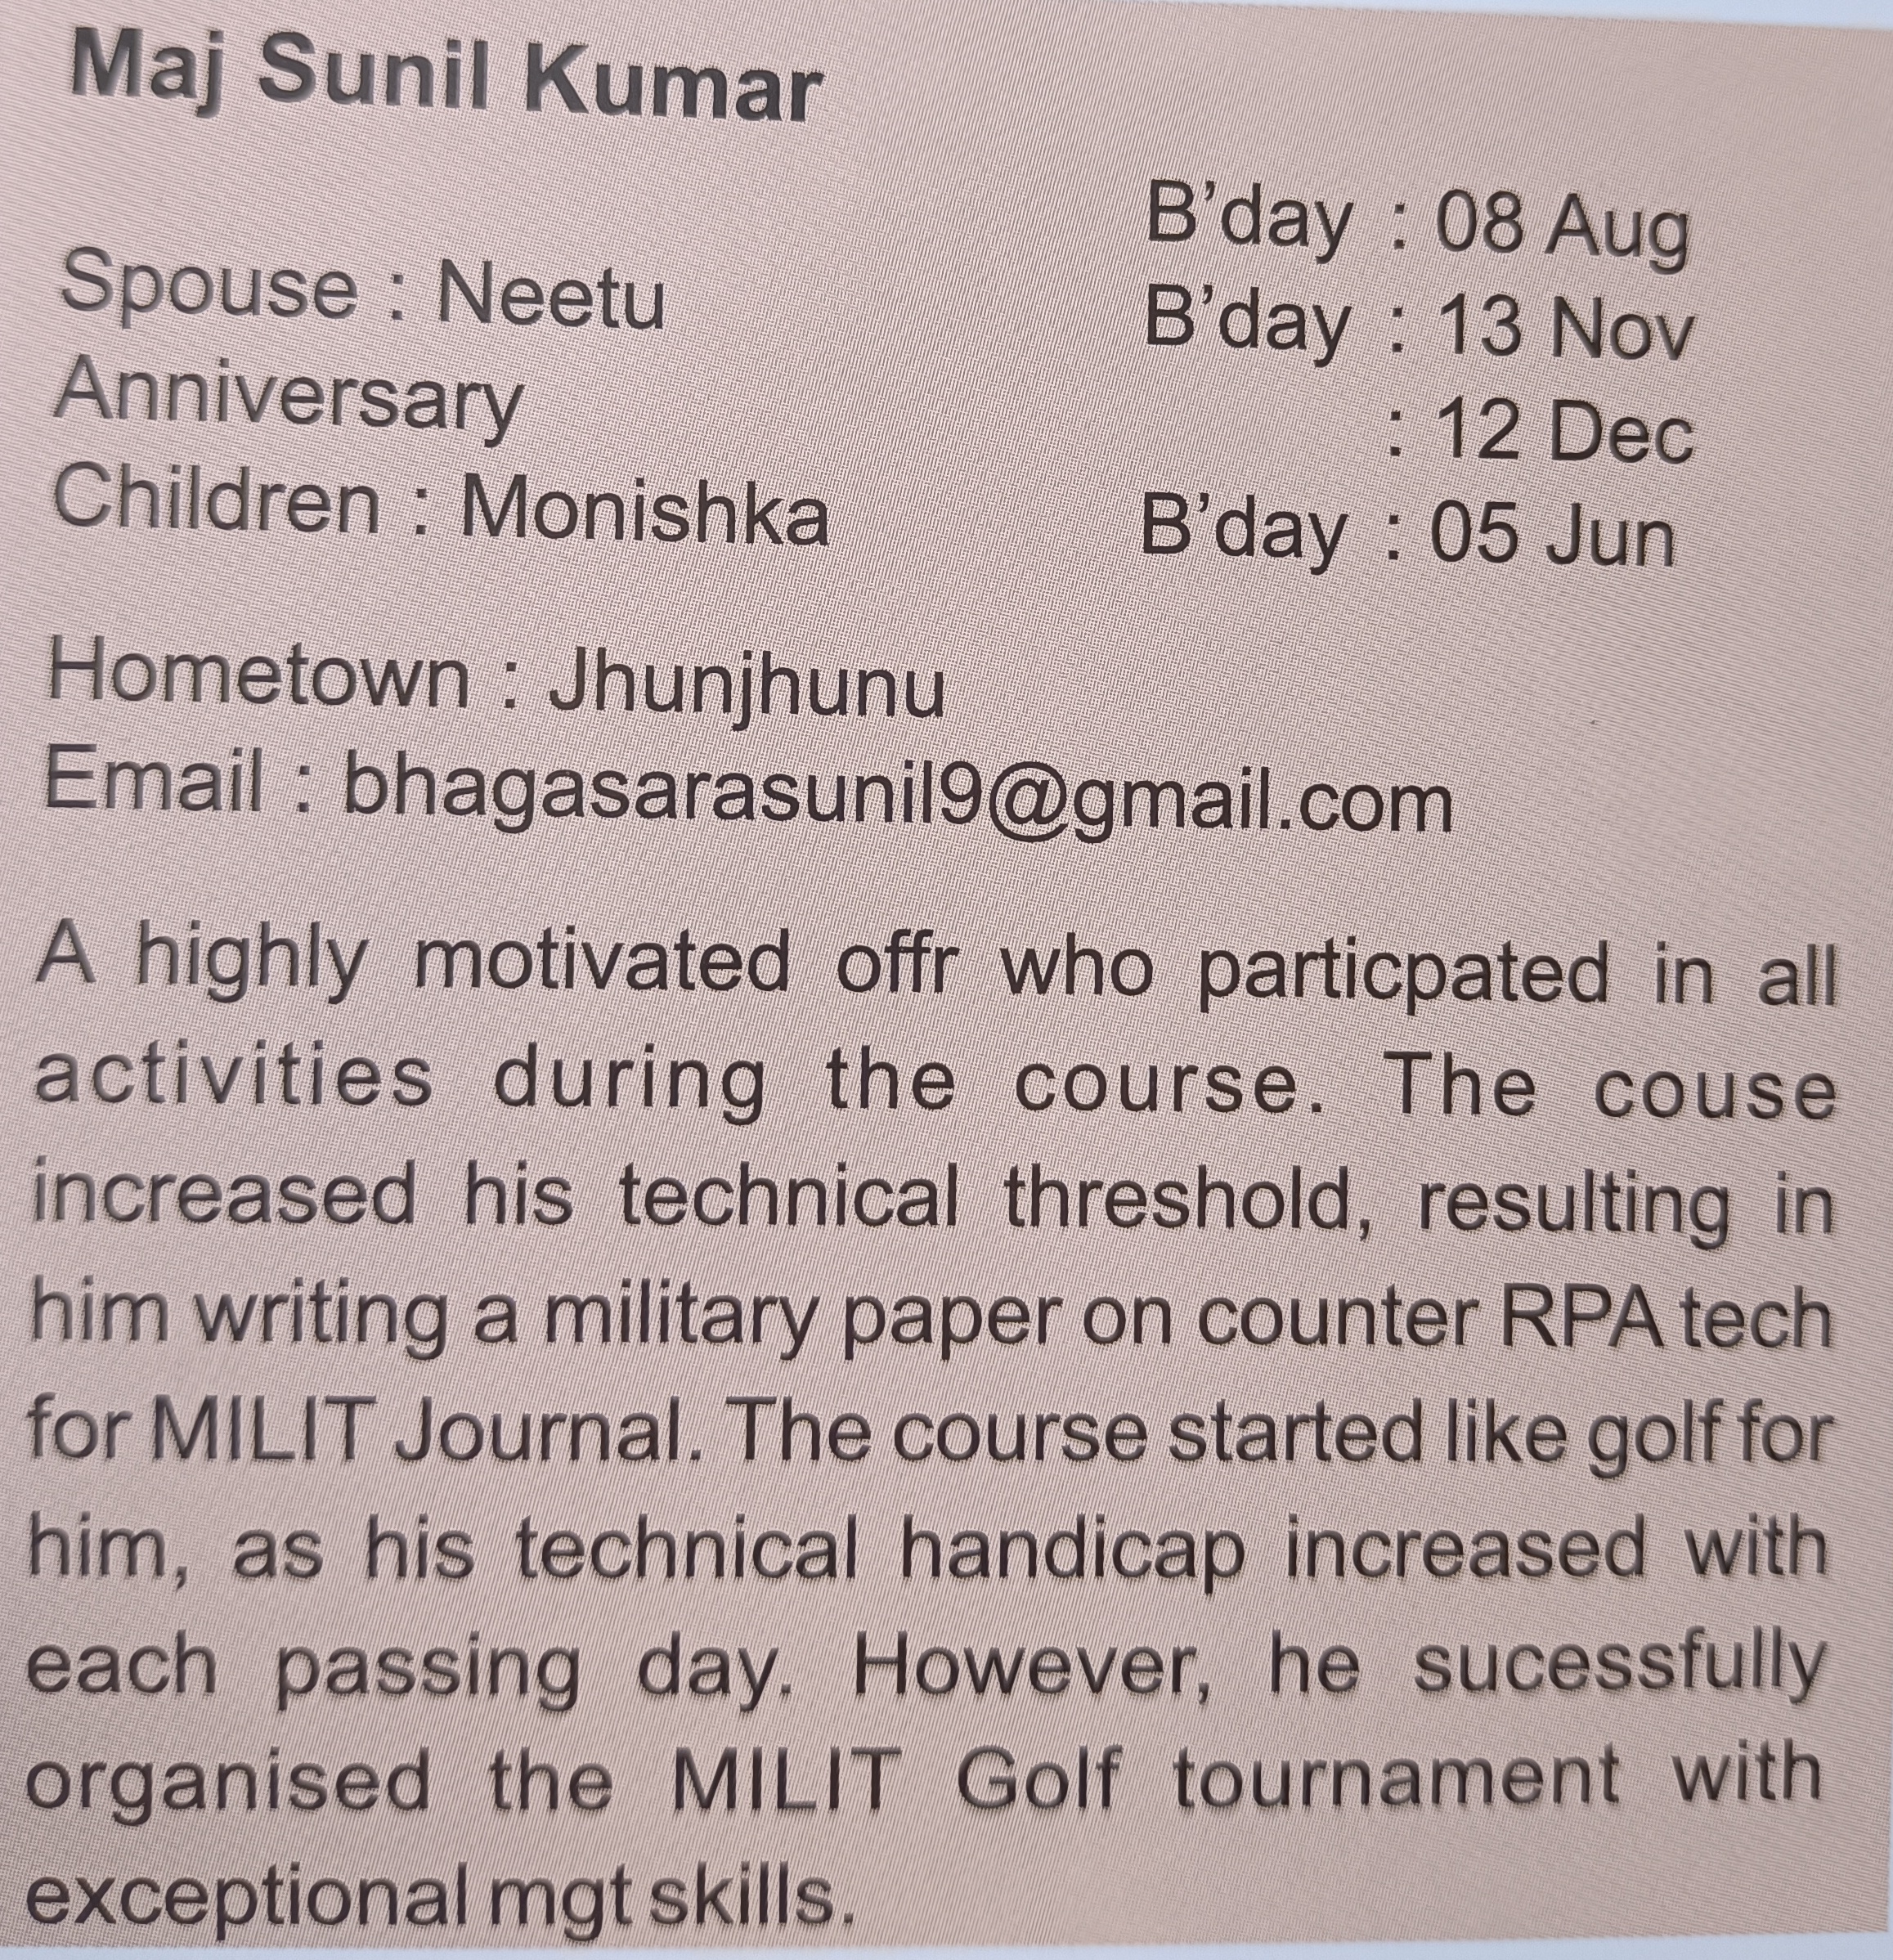 Maj Sunil Kumar
B'day : 08 Aug
Spouse : Neetu B'day : 13 Nov
Anniversary : 12 Dec
Children : Monishka B'day : 05 Jun
Hometown : Jhunjhunu
Email : bhagasarasunil9@gmail.com
A highly motivated offr who particpated in all
activities during the course. The couse
increased his technical threshold, resulting in
him writing a military paper on counter RPA tech
for MILIT Journal. The course started like golf for
him, as his technical handicap increased with
each passing day. However, he sucessfully
organised the MILIT Golf tournament with
exceptional mgt skills.